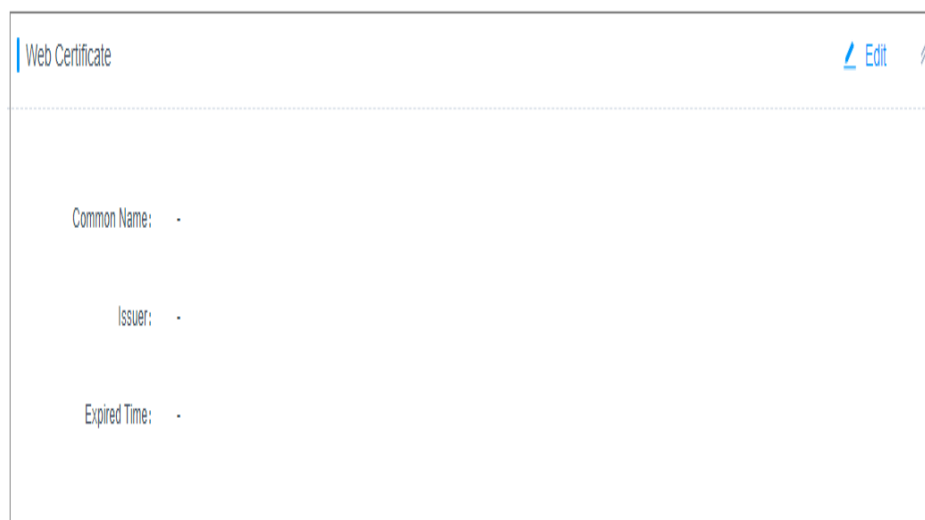 Web Certificate
Edit
Common Name: -
Issuer: -
Expired Time: -